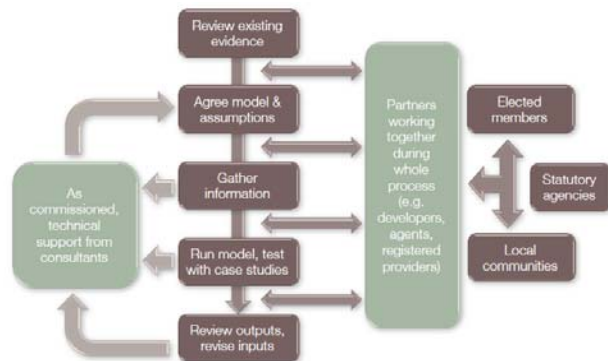 Review existing
evidence
Agree model &
assumptions
Gather
information
Run model, test
with case studies
Review outputs,
revise inputs
As
commissioned,
technical
support from
consultants
Partners
working
together
during
whole
process
(e.g.
developers,
agents,
registered
providers)
Elected
members
Statutory
agencies
Local
communities